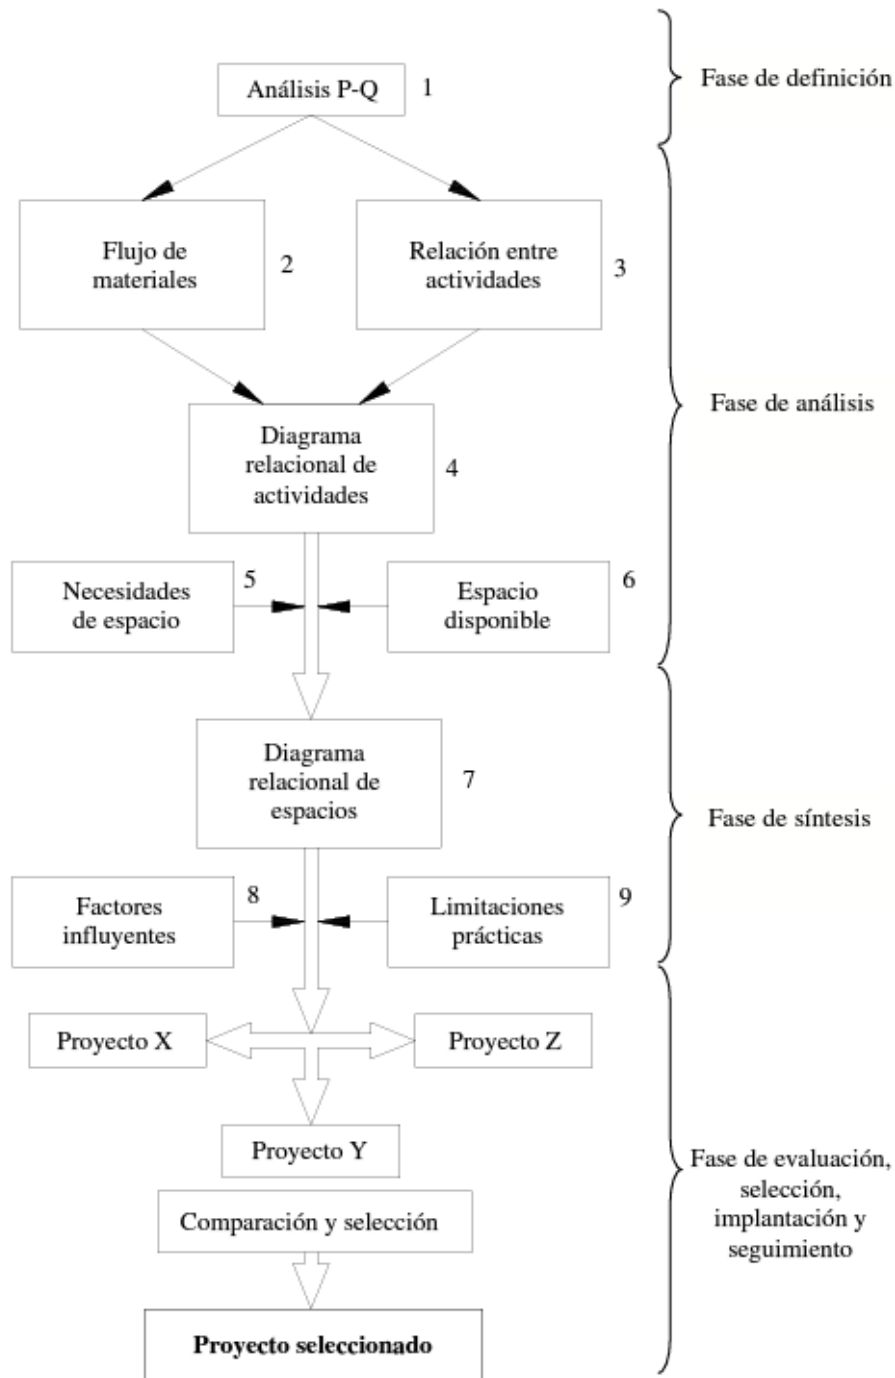 Análisis P-Q
1
Fase de definición
Flujo de
materiales
2
Relación entre
actividades
3
Diagrama
relacional de
actividades
4
Fase de análisis
Necesidades
de espacio
5
Espacio
disponible
6
Diagrama
relacional de
espacios
7
Fase de síntesis
Factores
influyentes
8
Limitaciones
prácticas
9
Proyecto X
Proyecto Z
Proyecto Y
Comparación y selección
Fase de evaluación,
selección,
implantación y
seguimiento
Proyecto seleccionado